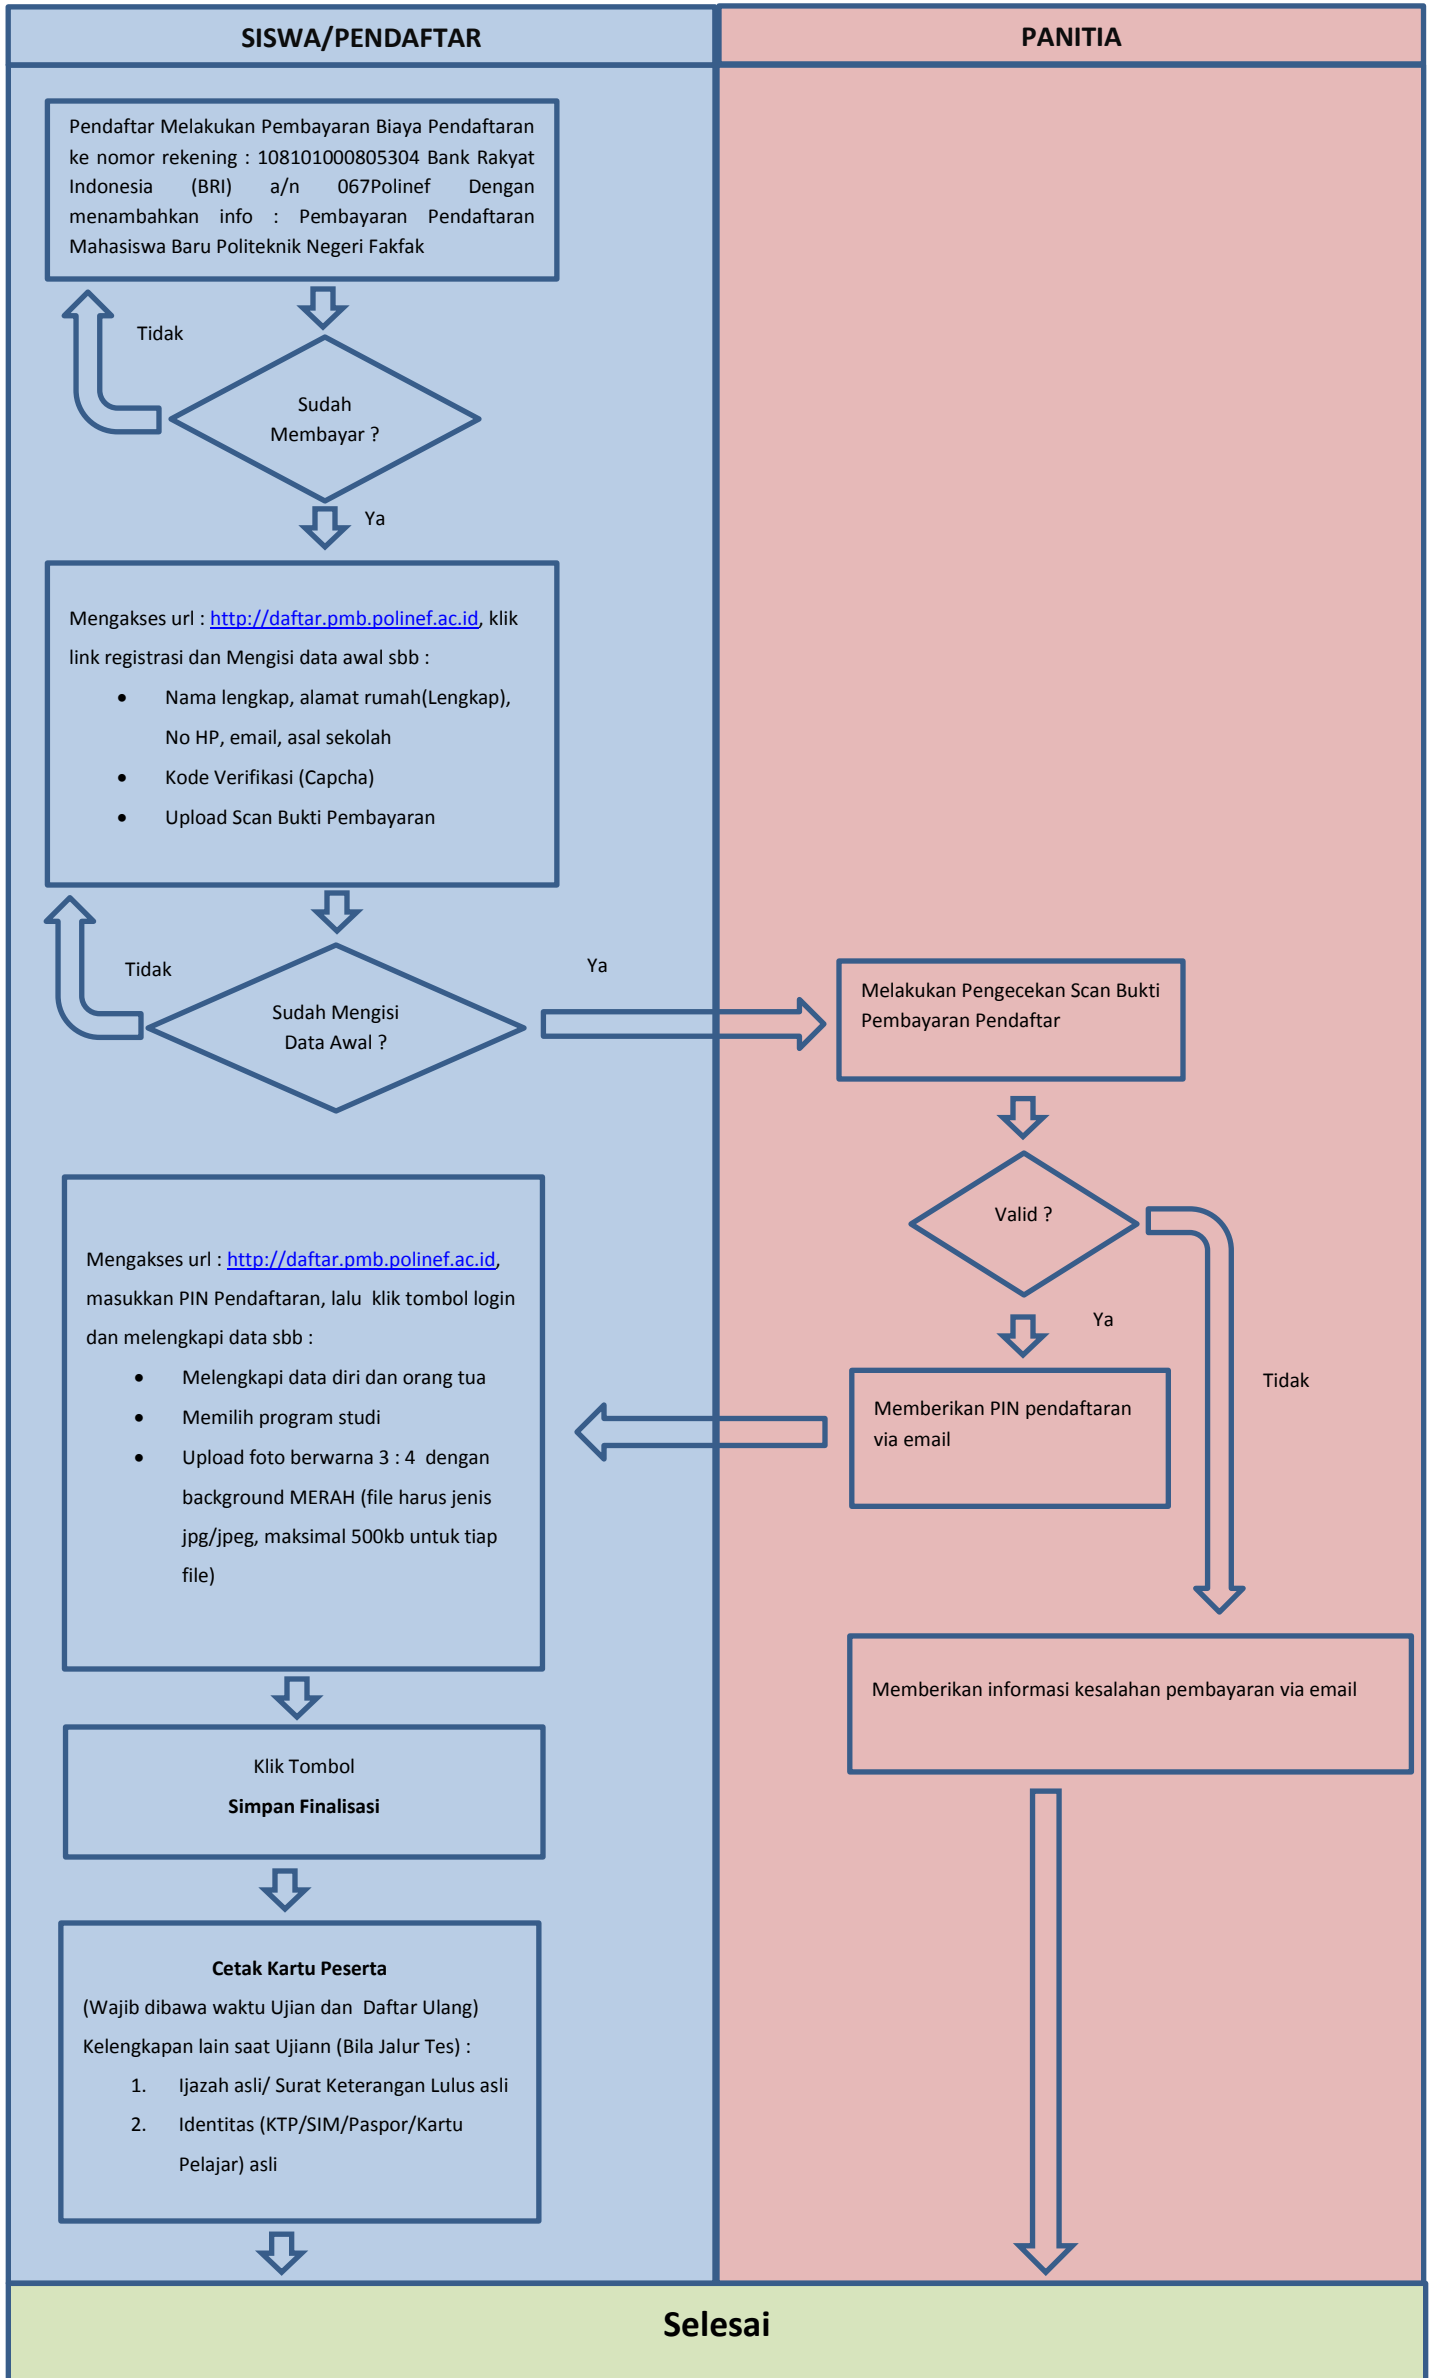 SISWA/PENDAFTAR
PANITIA
Pendaftar Melakukan Pembayaran Biaya Pendaftaran
ke nomor rekening : 108101000805304 Bank Rakyat
Indonesia (BRI) a/n 067Polinef Dengan
menambahkan info : Pembayaran Pendaftaran
Mahasiswa Baru Politeknik Negeri Fakfak
Tidak
Sudah
Membayar ?
Ya
Mengakses url : http://daftar.pmb.polinef.ac.id, klik
link registrasi dan Mengisi data awal sbb :
• Nama lengkap, alamat rumah(Lengkap),
No HP, email, asal sekolah
• Kode Verifikasi (Capcha)
• Upload Scan Bukti Pembayaran
Tidak
Sudah Mengisi
Data Awal ?
Ya
Melakukan Pengecekan Scan Bukti
Pembayaran Pendaftar
Valid ?
Ya
Tidak
Memberikan PIN pendaftaran
via email
Mengakses url : http://daftar.pmb.polinef.ac.id,
masukkan PIN Pendaftaran, lalu klik tombol login
dan melengkapi data sbb :
• Melengkapi data diri dan orang tua
• Memilih program studi
• Upload foto berwarna 3 : 4 dengan
background MERAH (file harus jenis
jpg/jpeg, maksimal 500kb untuk tiap
file)
Memberikan informasi kesalahan pembayaran via email
Klik Tombol
Simpan Finalisasi
Cetak Kartu Peserta
(Wajib dibawa waktu Ujian dan Daftar Ulang)
Kelengkapan lain saat Ujiann (Bila Jalur Tes) :
1. Ijazah asli/ Surat Keterangan Lulus asli
2. Identitas (KTP/SIM/Paspor/Kartu
Pelajar) asli
Selesai